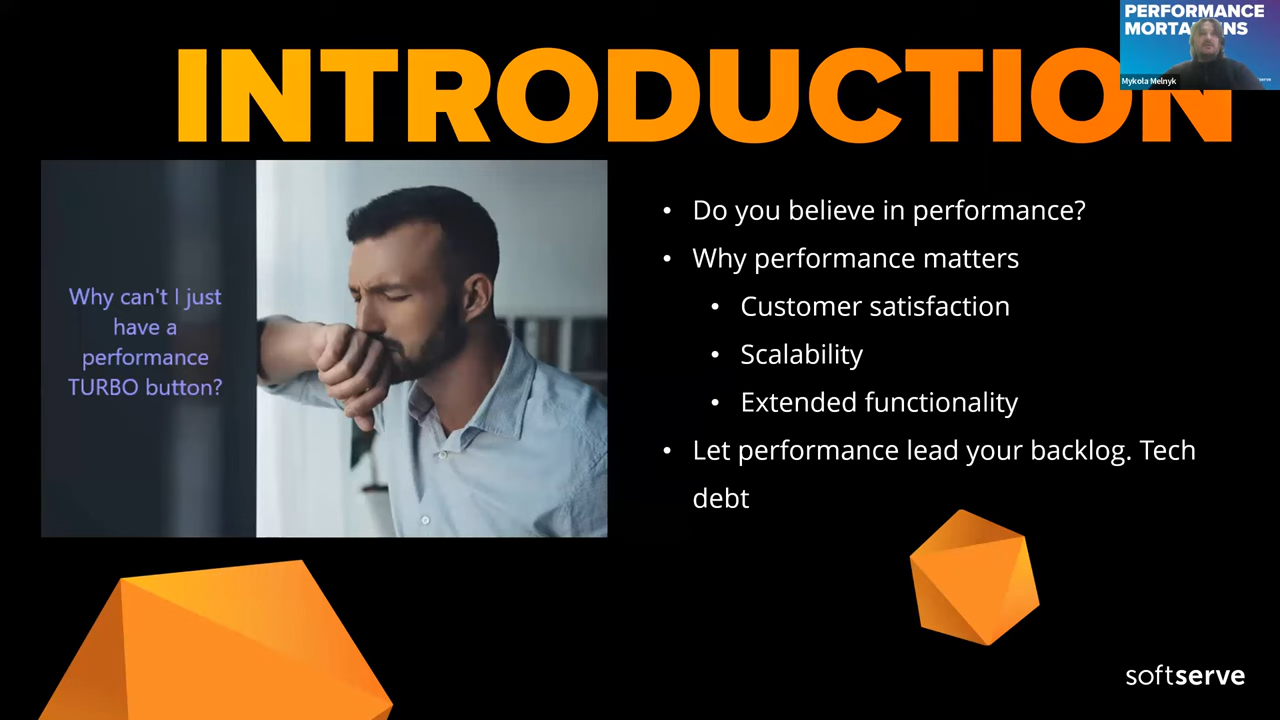 PERFORMANCE
INTRODUCTION
Mykola Melnyk
Why can't I just
have a
performance
TURBO button?
• Do you believe in performance?
• Why performance matters
• Customer satisfaction
• Scalability
• Extended functionality
• Let performance lead your backlog. Tech
debt
softserve